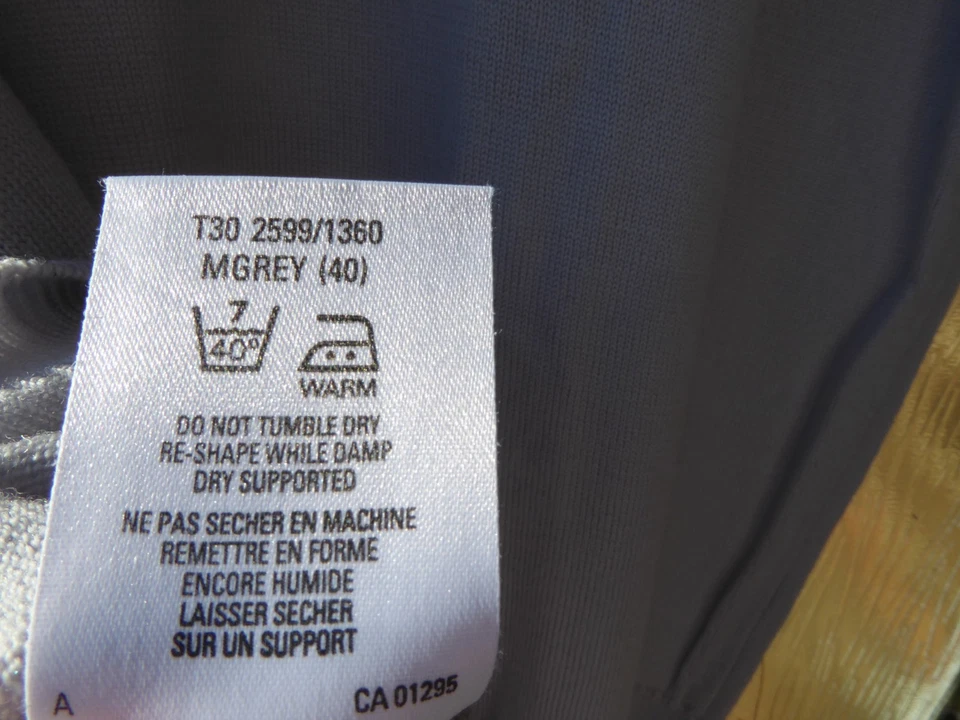 T30 2599/1360
MGREY (40)
7
40°
WARM
DO NOT TUMBLE DRY
RE-SHAPE WHILE DAMP
DRY SUPPORTED
NE PAS SECHER EN MACHINE
REMETTRE EN FORME
ENCORE HUMIDE
LAISSER SECHER
SUR UN SUPPORT
A CA 01295